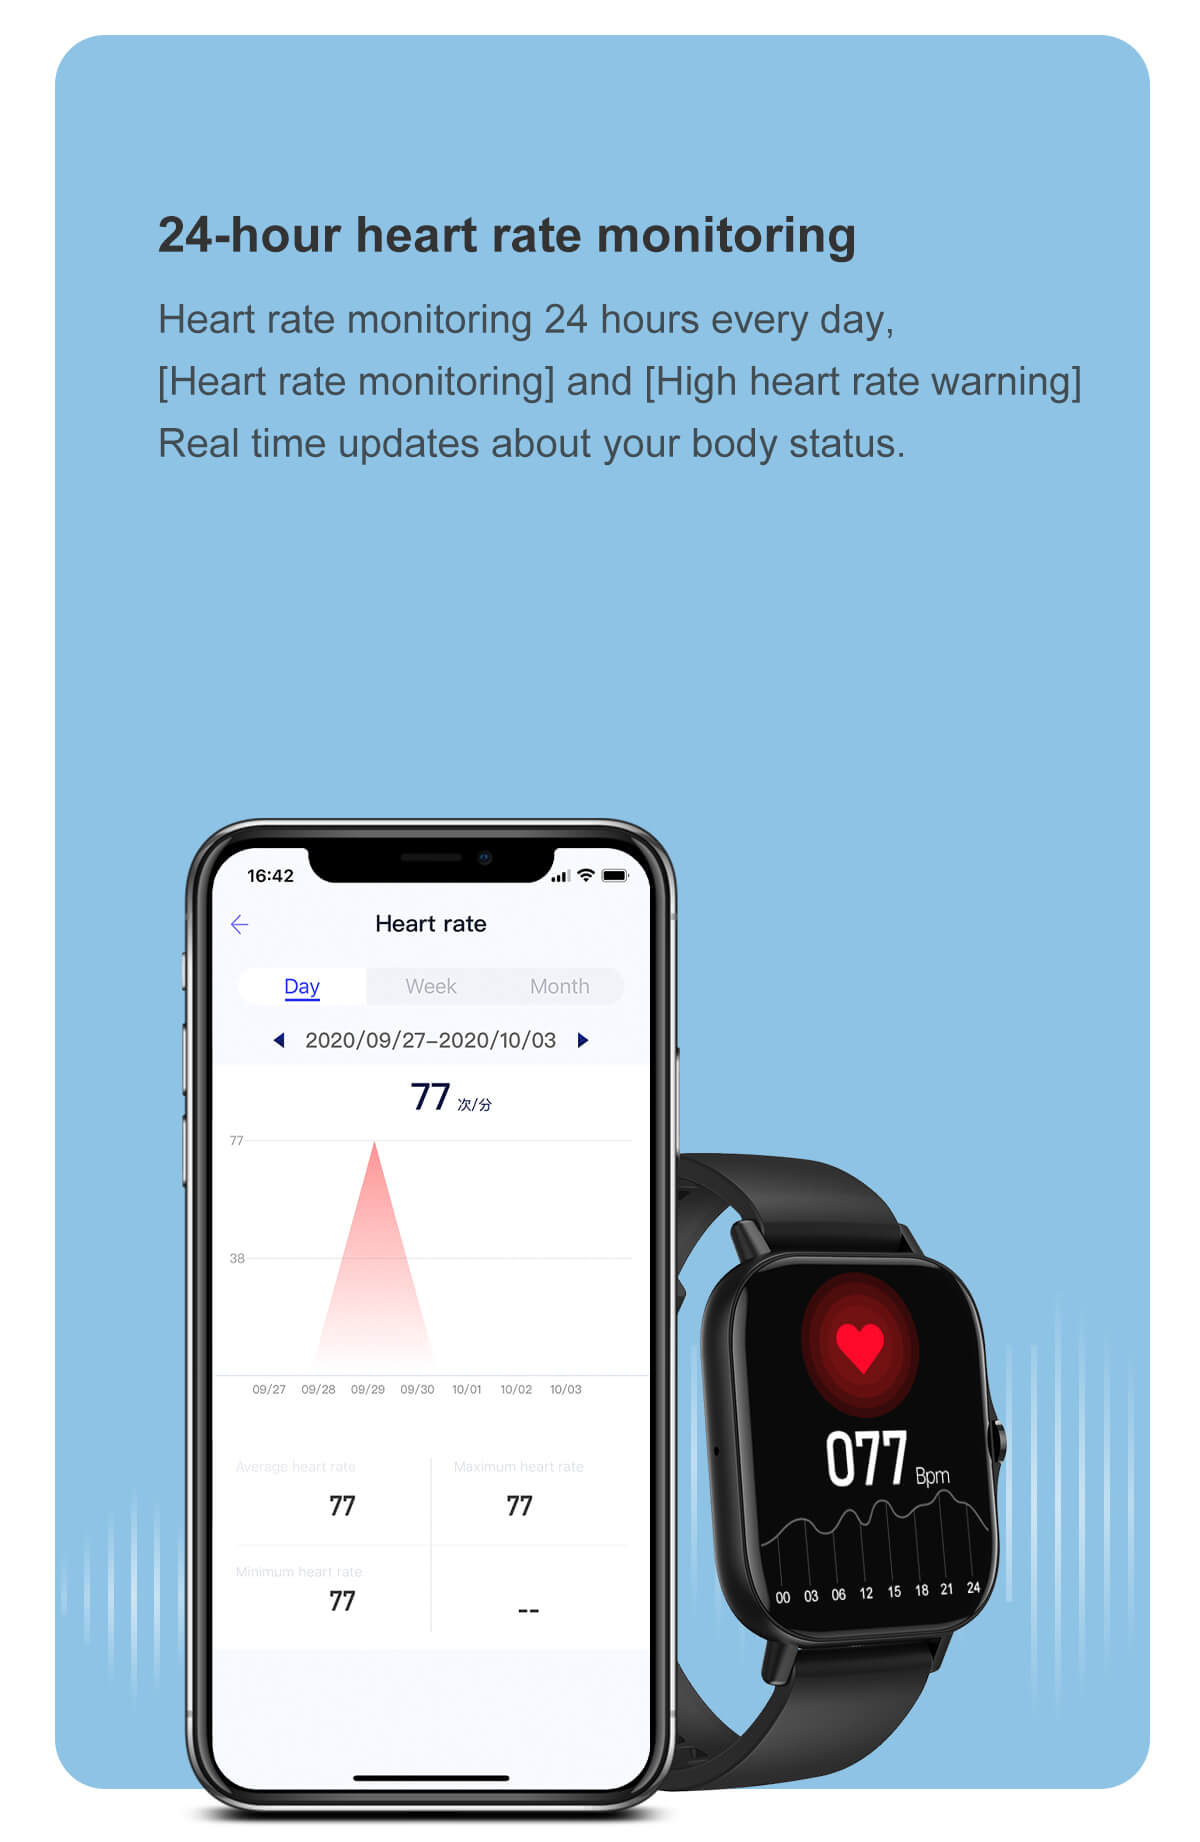 24-hour heart rate monitoring
Heart rate monitoring 24 hours every day,
[Heart rate monitoring] and [High heart rate warning]
Real time updates about your body status.
16:42
Heart rate
Day Week Month
2020/09/27-2020/10/03
77 次/分
77
38
09/27 09/28 09/29 09/30 10/01 10/02 10/03
Average heart rate Maximum heart rate
77 77
Minimum heart rate
77 --
077 Bpm
00 03 06 12 15 18 21 24